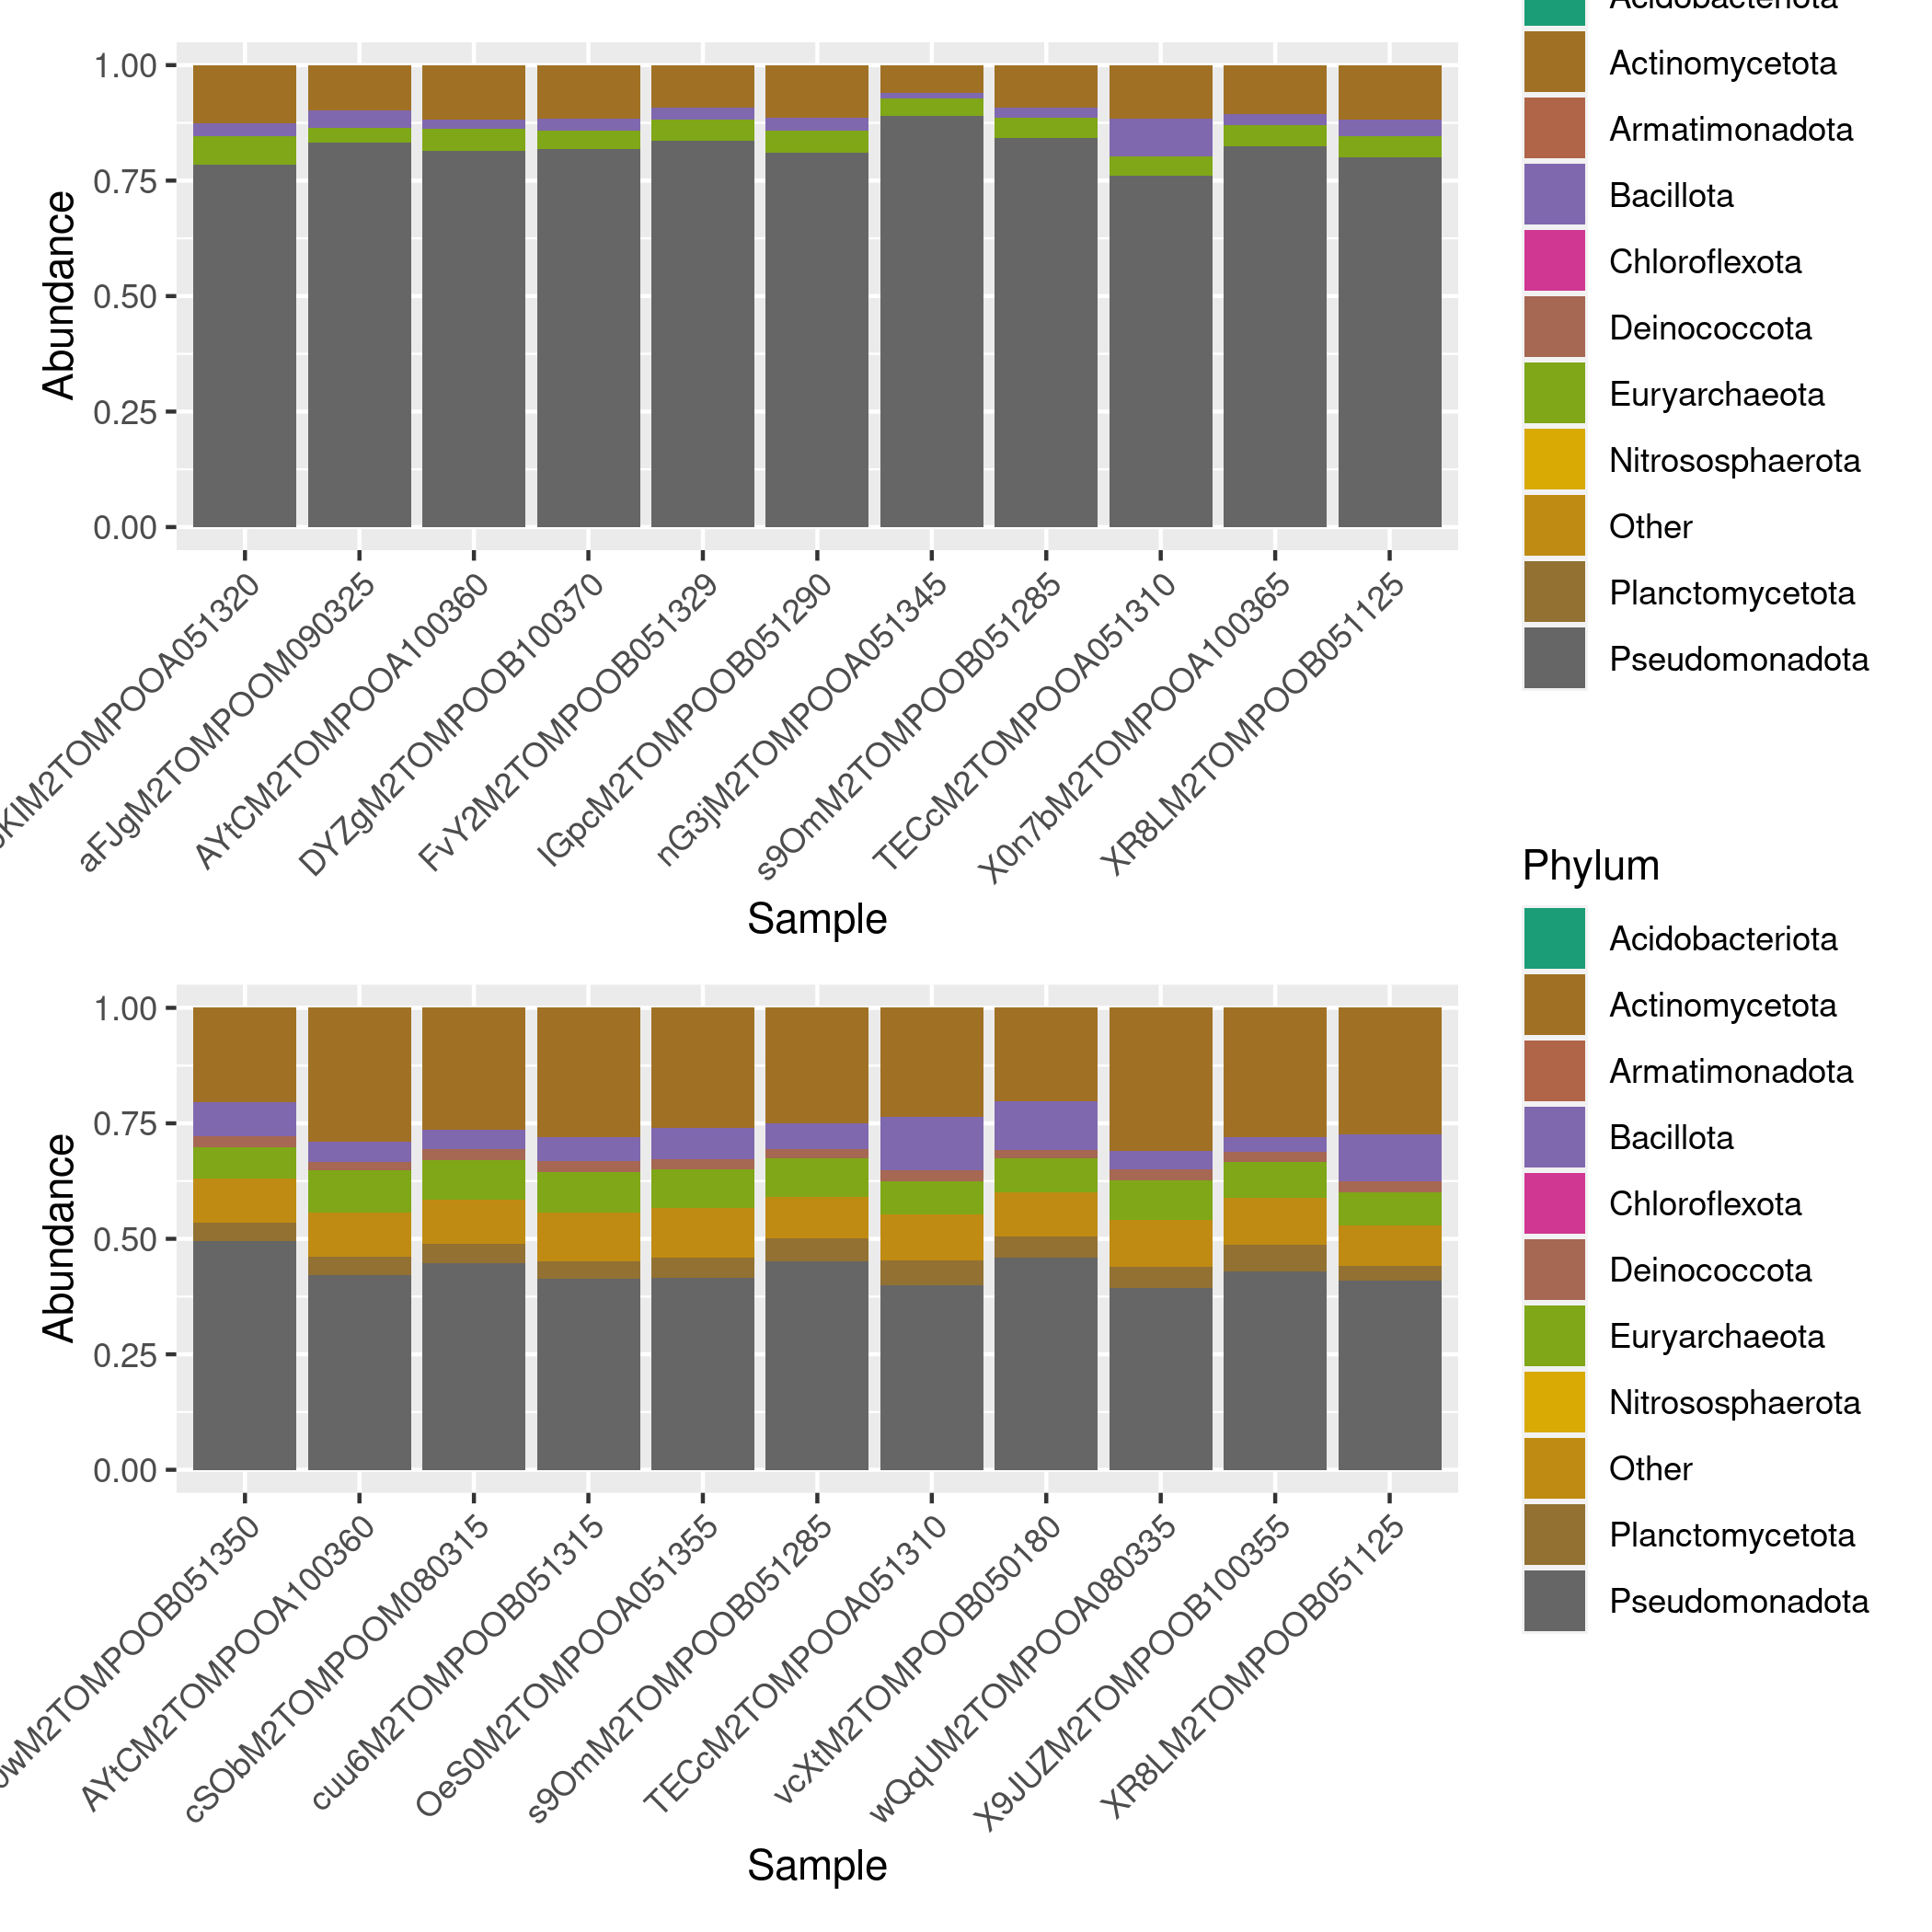 Acidobacteriota
Actinomycetota
Armatimonadota
Bacillota
Chloroflexota
Deinococcota
Euryarchaeota
Nitrososphaerota
Other
Planctomycetota
Pseudomonadota
1.00
0.75
0.50
0.25
0.00
Abundance
aFJgM2TOMPOOM090325
AYtCM2TOMPOOA100360
DYZgM2TOMPOOB100370
FvY2M2TOMPOOB051329
nG3jM2TOMPOOA051345
s9OmM2TOMPOOB051285
TECcM2TOMPOOA051310
X0n7bM2TOMPOOA100365
XR8LM2TOMPOOB051125
Sample
Phylum
Acidobacteriota
Actinomycetota
Armatimonadota
Bacillota
Chloroflexota
Deinococcota
Euryarchaeota
Nitrososphaerota
Other
Planctomycetota
Pseudomonadota
1.00
0.75
0.50
0.25
0.00
Abundance
AYtCM2TOMPOOA100360
cSObM2TOMPOOM080315
cuu6M2TOMPOOB051315
OeS0M2TOMPOOA051355
s9OmM2TOMPOOB051285
TECcM2TOMPOOA051310
vcXtM2TOMPOOB050180
wQqUM2TOMPOOA080335
X9JUZM2TOMPOOB100355
XR8LM2TOMPOOB051125
Sample